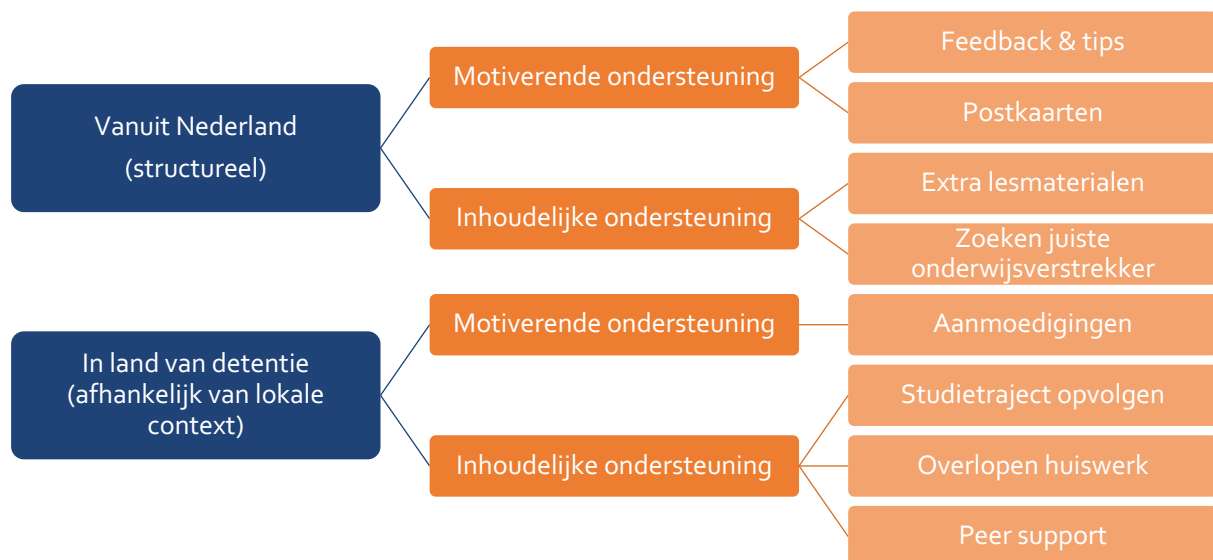 Vanuit Nederland
(structureel)
Motiverende ondersteuning
Feedback & tips
Postkaarten
Inhoudelijke ondersteuning
Extra lesmaterialen
Zoeken juiste
onderwijsverstrekker
In land van detentie
(afhankelijk van lokale
context)
Motiverende ondersteuning
Aanmoedigingen
Inhoudelijke ondersteuning
Studietraject opvolgen
Overlopen huiswerk
Peer support